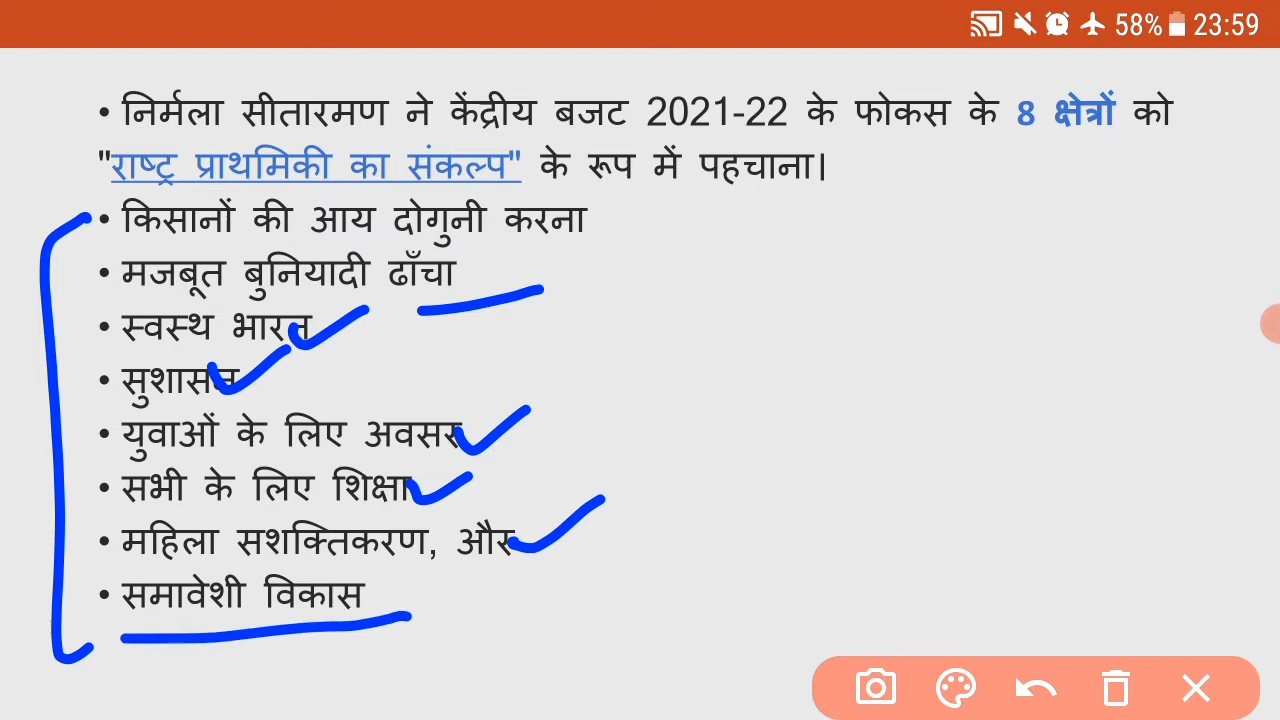 58% 23:59
• निर्मला सीतारमण ने केंद्रीय बजट 2021-22 के फोकस के 8 क्षेत्रों को
"राष्ट्र प्राथमिकी का संकल्प" के रूप में पहचाना।
• किसानों की आय दोगुनी करना
• मजबूत बुनियादी ढाँचा
• स्वस्थ भारत
• सुशासन
• युवाओं के लिए अवसर
• सभी के लिए शिक्षा
• महिला सशक्तिकरण, और
• समावेशी विकास